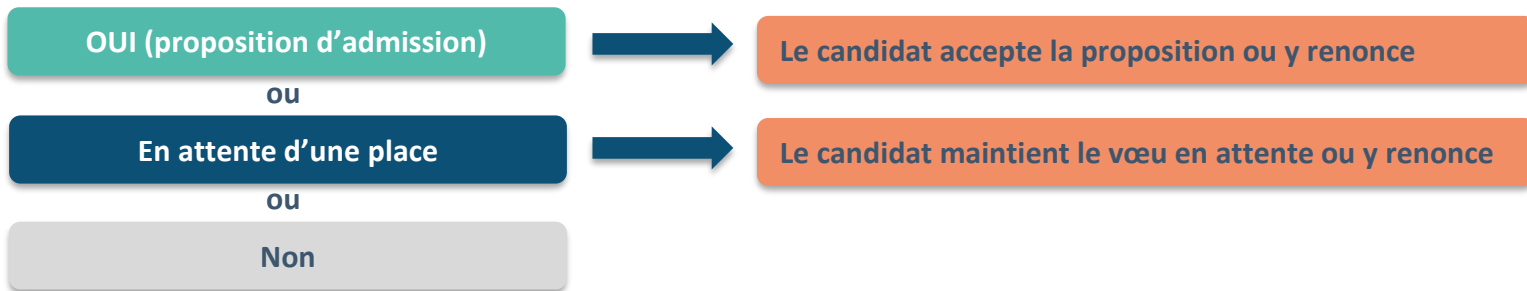 OUI (proposition d'admission)
Le candidat accepte la proposition ou y renonce
ou
En attente d'une place
Le candidat maintient le vœu en attente ou y renonce
ou
Non